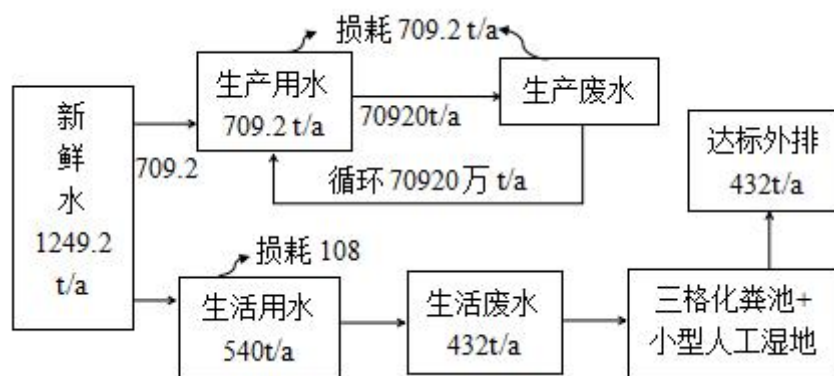 损耗 709.2 t/a
生产用水
709.2 t/a
70920t/a
生产废水
新
鲜
水
1249.2
t/a
709.2
循环 70920万 t/a
达标外排
432t/a
损耗 108
生活用水
540t/a
生活废水
432t/a
三格化粪池+
小型人工湿地